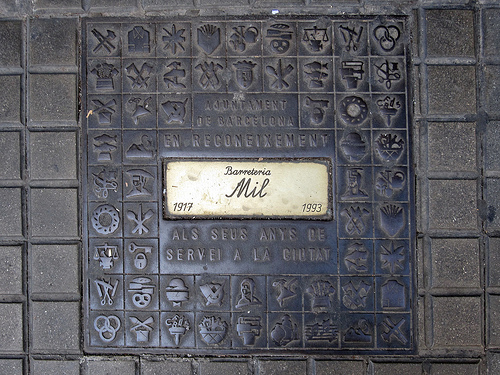 AJUNTAMENT
DE BARCELONA
EN RECONEIXEMENT
Barreteria
Mil
1917 1993
ALS SEUS ANYS DE
SERVEI A LA CIUTAT